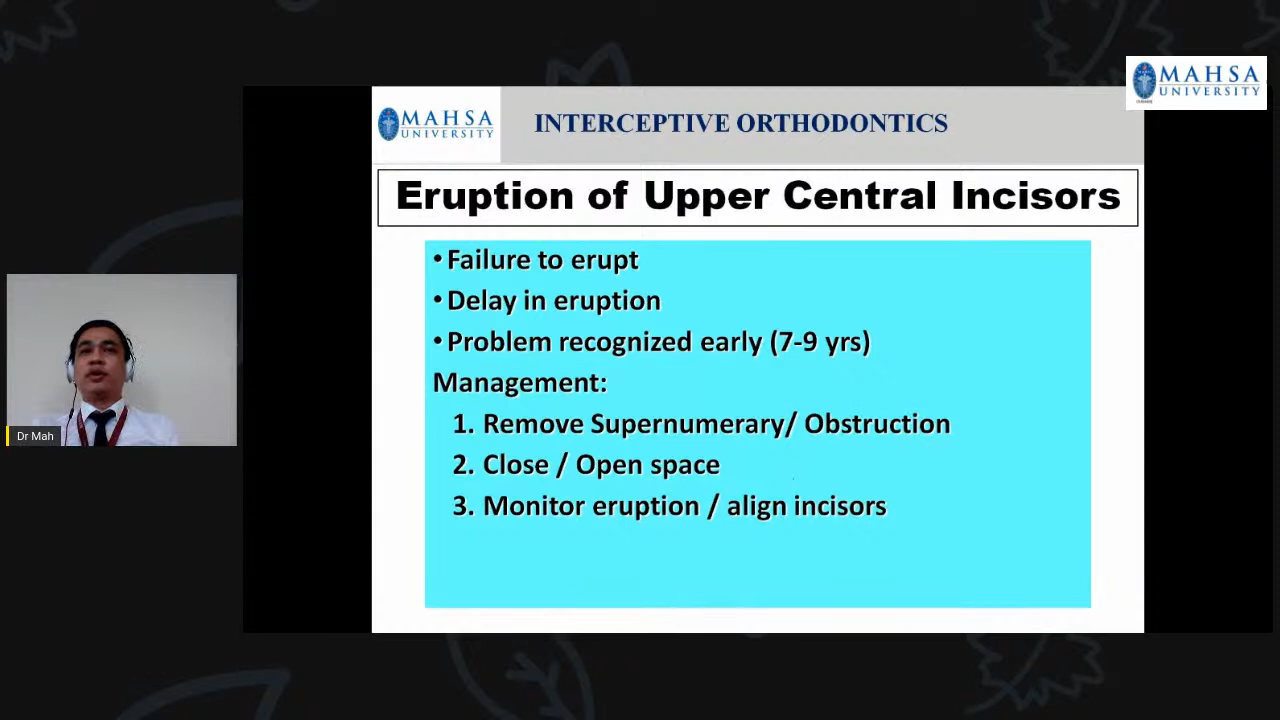 MAHSA
UNIVERSITY
MAHSA
UNIVERSITY
INTERCEPTIVE ORTHODONTICS
Eruption of Upper Central Incisors
• Failure to erupt
• Delay in eruption
• Problem recognized early (7-9 yrs)
Management:
1. Remove Supernumerary/ Obstruction
2. Close / Open space
3. Monitor eruption / align incisors
Dr Mah